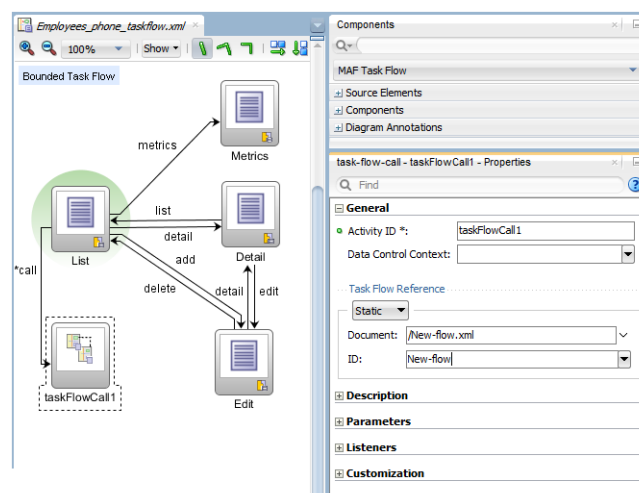 Employees_phone_taskflow.xml
100%
Show
Bounded Task Flow
metrics
Metrics
list
detail
List
Detail
add
delete
detail
edit
*call
taskFlowCall1
Edit
Components
MAF Task Flow
Source Elements
Components
Diagram Annotations
task-flow-call - taskFlowCall1 - Properties
Find
General
Activity ID *: taskFlowCall1
Data Control Context:
Task Flow Reference
Static
Document: /New-flow.xml
ID: New-flow
Description
Parameters
Listeners
Customization